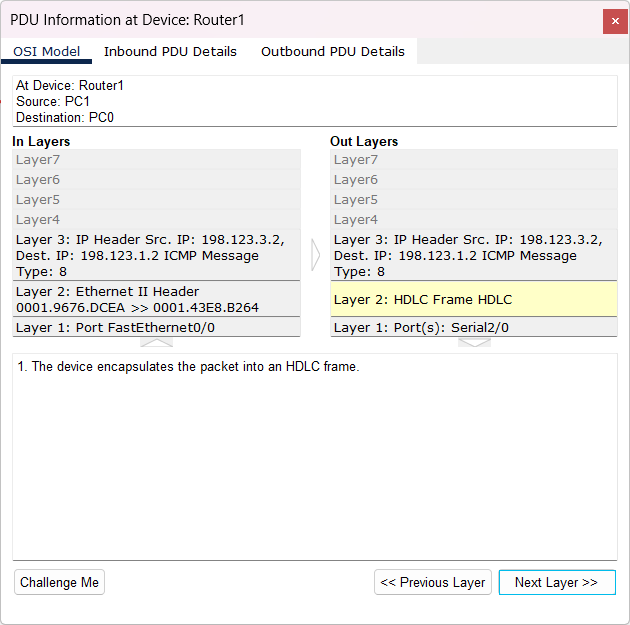 PDU Information at Device: Router1
×
OSI Model Inbound PDU Details Outbound PDU Details
At Device: Router1
Source: PC1
Destination: PC0
In Layers
Layer7
Layer6
Layer5
Layer4
Layer 3: IP Header Src. IP: 198.123.3.2,
Dest. IP: 198.123.1.2 ICMP Message
Type: 8
Layer 2: Ethernet II Header
0001.9676.DCEA >> 0001.43E8.B264
Layer 1: Port FastEthernet0/0
Out Layers
Layer7
Layer6
Layer5
Layer4
Layer 3: IP Header Src. IP: 198.123.3.2,
Dest. IP: 198.123.1.2 ICMP Message
Type: 8
Layer 2: HDLC Frame HDLC
Layer 1: Port(s): Serial2/0
1. The device encapsulates the packet into an HDLC frame.
Challenge Me << Previous Layer Next Layer >>